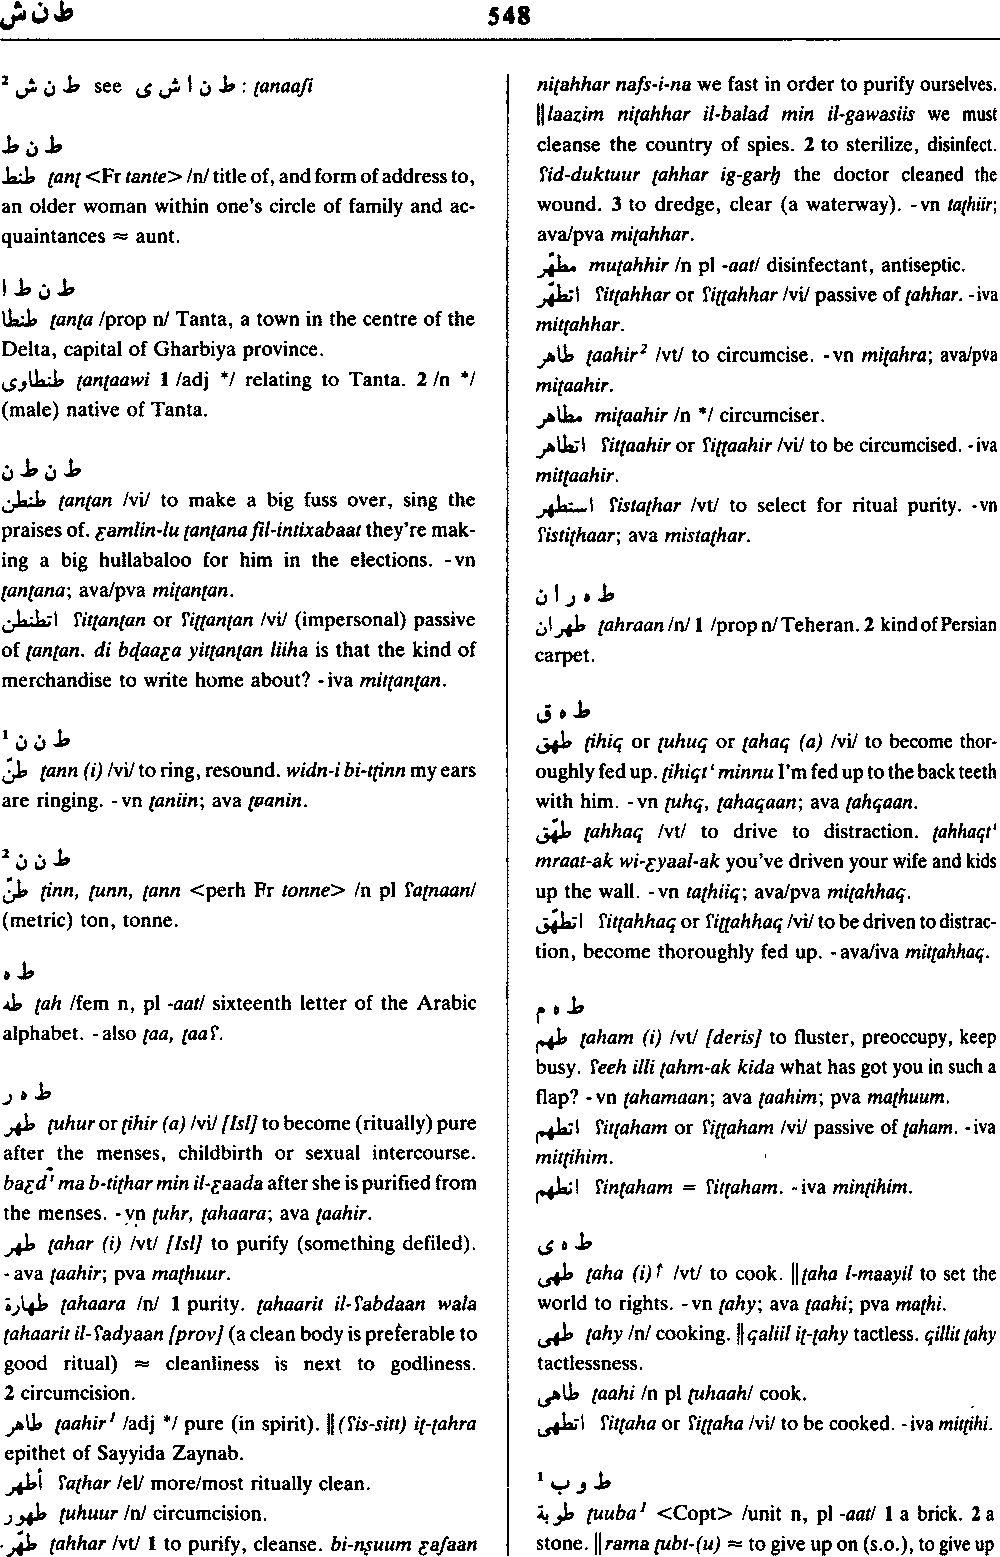 ط ن ش
548
² ط ن ش see ط ن ا ش ى : ṭanaaʃi
ط ن ط
طنط ṭanṭ <Fr tante> /n/ title of, and form of address to,
an older woman within one's circle of family and ac-
quaintances ≈ aunt.
ط ن ط ا
طنطا ṭanṭa /prop n/ Tanta, a town in the centre of the
Delta, capital of Gharbiya province.
طنطاوى ṭanṭaawi 1 /adj */ relating to Tanta. 2 /n */
(male) native of Tanta.
ط ن ط ن
طنطن ṭanṭan /vi/ to make a big fuss over, sing the
praises of. ɛamlin-lu ṭanṭana fil-intixabaat they're mak-
ing a big hullabaloo for him in the elections. -vn
ṭanṭana; ava/pva miṭanṭan.
اتطنطن ʕitṭanṭan or ʕiṭṭanṭan /vi/ (impersonal) passive
of ṭanṭan. di bḍaaɛa yitṭanṭan liiha is that the kind of
merchandise to write home about? -iva mitṭanṭan.
¹ ط ن ن
طنّ ṭann (i) /vi/ to ring, resound. widn-i bi-tṭinn my ears
are ringing. -vn ṭaniin; ava ṭaanin.
² ط ن ن
طنّ ṭinn, ṭunn, ṭann <perh Fr tonne> /n pl ʕaṭnaan/
(metric) ton, tonne.
ط ه
طه ṭah /fem n, pl -aat/ sixteenth letter of the Arabic
alphabet. -also ṭaa, ṭaaʕ.
ط ه ر
طهر ṭuhur or ṭihir (a) /vi/ [Isl] to become (ritually) pure
after the menses, childbirth or sexual intercourse.
baɛdⁱ ma b-tiṭhar min il-ɛaada after she is purified from
the menses. -vn ṭuhr, ṭahaara; ava ṭaahir.
طهر ṭahar (i) /vt/ [Isl] to purify (something defiled).
-ava ṭaahir; pva maṭhuur.
طهارة ṭahaara /n/ 1 purity. ṭahaarit il-ʕabdaan wala
ṭahaarit il-ʕadyaan [prov] (a clean body is preferable to
good ritual) ≈ cleanliness is next to godliness.
2 circumcision.
طاهر ṭaahir¹ /adj */ pure (in spirit). ‖(ʕis-sitt) iṭ-ṭahra
epithet of Sayyida Zaynab.
أطهر ʕaṭhar /el/ more/most ritually clean.
طهور ṭuhuur /n/ circumcision.
طهّر ṭahhar /vt/ 1 to purify, cleanse. bi-nṣuum ɛaʃaan
niṭahhar nafs-i-na we fast in order to purify ourselves.
‖laazim niṭahhar il-balad min il-gawasiis we must
cleanse the country of spies. 2 to sterilize, disinfect.
ʕid-duktuur ṭahhar ig-garḥ the doctor cleaned the
wound. 3 to dredge, clear (a waterway). -vn taṭhiir;
ava/pva miṭahhar.
مطهّر muṭahhir /n pl -aat/ disinfectant, antiseptic.
اتطهّر ʕitṭahhar or ʕiṭṭahhar /vi/ passive of ṭahhar. -iva
mitṭahhar.
طاهر ṭaahir² /vt/ to circumcise. -vn miṭahra; ava/pva
miṭaahir.
مطاهر miṭaahir /n */ circumciser.
اتطاهر ʕitṭaahir or ʕiṭṭaahir /vi/ to be circumcised. -iva
mitṭaahir.
استطهر ʕistaṭhar /vt/ to select for ritual purity. -vn
ʕistiṭhaar; ava mistaṭhar.
ط ه ر ا ن
طهران ṭahraan /n/ 1 /prop n/ Teheran. 2 kind of Persian
carpet.
ط ه ق
طهق ṭihiq or ṭuhuq or ṭahaq (a) /vi/ to become thor-
oughly fed up. ṭihiqtⁱ minnu I'm fed up to the back teeth
with him. -vn ṭuhq, ṭahaqaan; ava ṭahqaan.
طهّق ṭahhaq /vt/ to drive to distraction. ṭahhaqtⁱ
mraat-ak wi-ɛyaal-ak you've driven your wife and kids
up the wall. -vn taṭhiiq; ava/pva miṭahhaq.
اتطهّق ʕitṭahhaq or ʕiṭṭahhaq /vi/ to be driven to distrac-
tion, become thoroughly fed up. -ava/iva mitṭahhaq.
ط ه م
طهم ṭaham (i) /vt/ [deris] to fluster, preoccupy, keep
busy. ʕeeh illi ṭahm-ak kida what has got you in such a
flap? -vn ṭahamaan; ava ṭaahim; pva maṭhuum.
اتطهم ʕitṭaham or ʕiṭṭaham /vi/ passive of ṭaham. -iva
mitṭihim.
انطهم ʕinṭaham = ʕitṭaham. -iva minṭihim.
ط ه ى
طهى ṭaha (i)↑ /vt/ to cook. ‖ṭaha l-maayil to set the
world to rights. -vn ṭahy; ava ṭaahi; pva maṭhi.
طهى ṭahy /n/ cooking. ‖qaliil iṭ-ṭahy tactless. qillit ṭahy
tactlessness.
طاهى ṭaahi /n pl ṭuhaah/ cook.
اتطهى ʕitṭaha or ʕiṭṭaha /vi/ to be cooked. -iva mitṭihi.
¹ ط و ب
طوبة ṭuuba¹ <Copt> /unit n, pl -aat/ 1 a brick. 2 a
stone. ‖rama ṭubt-(u) ≈ to give up on (s.o.), to give up